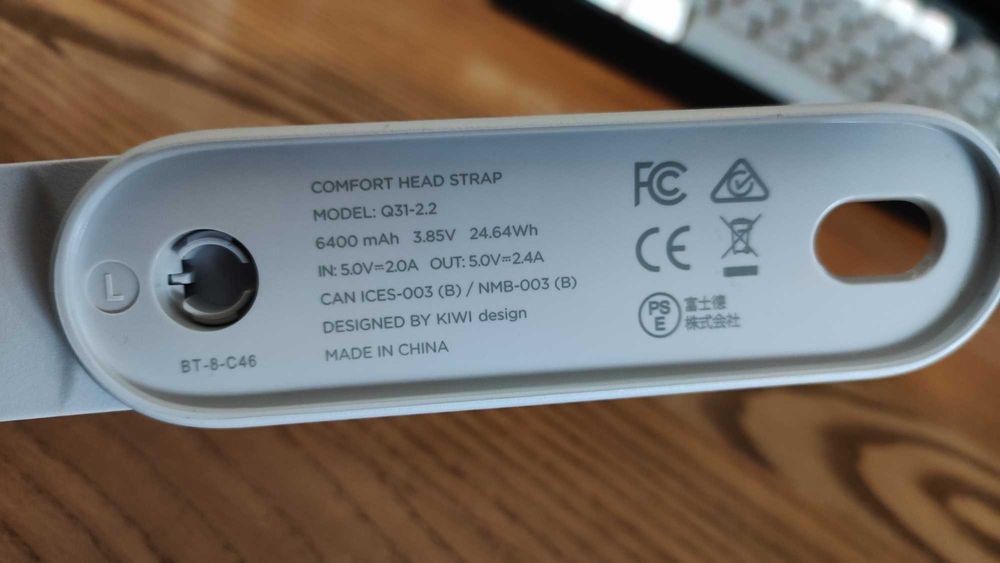 COMFORT HEAD STRAP
MODEL: Q31-2.2
6400 mAh 3.85V 24.64Wh
IN: 5.0V=2.0A OUT: 5.0V=2.4A
CAN ICES-003 (B) / NMB-003 (B)
DESIGNED BY KIWI design
MADE IN CHINA
L
BT-8-C46
FC
CE
PS
E
富士德
株式会社